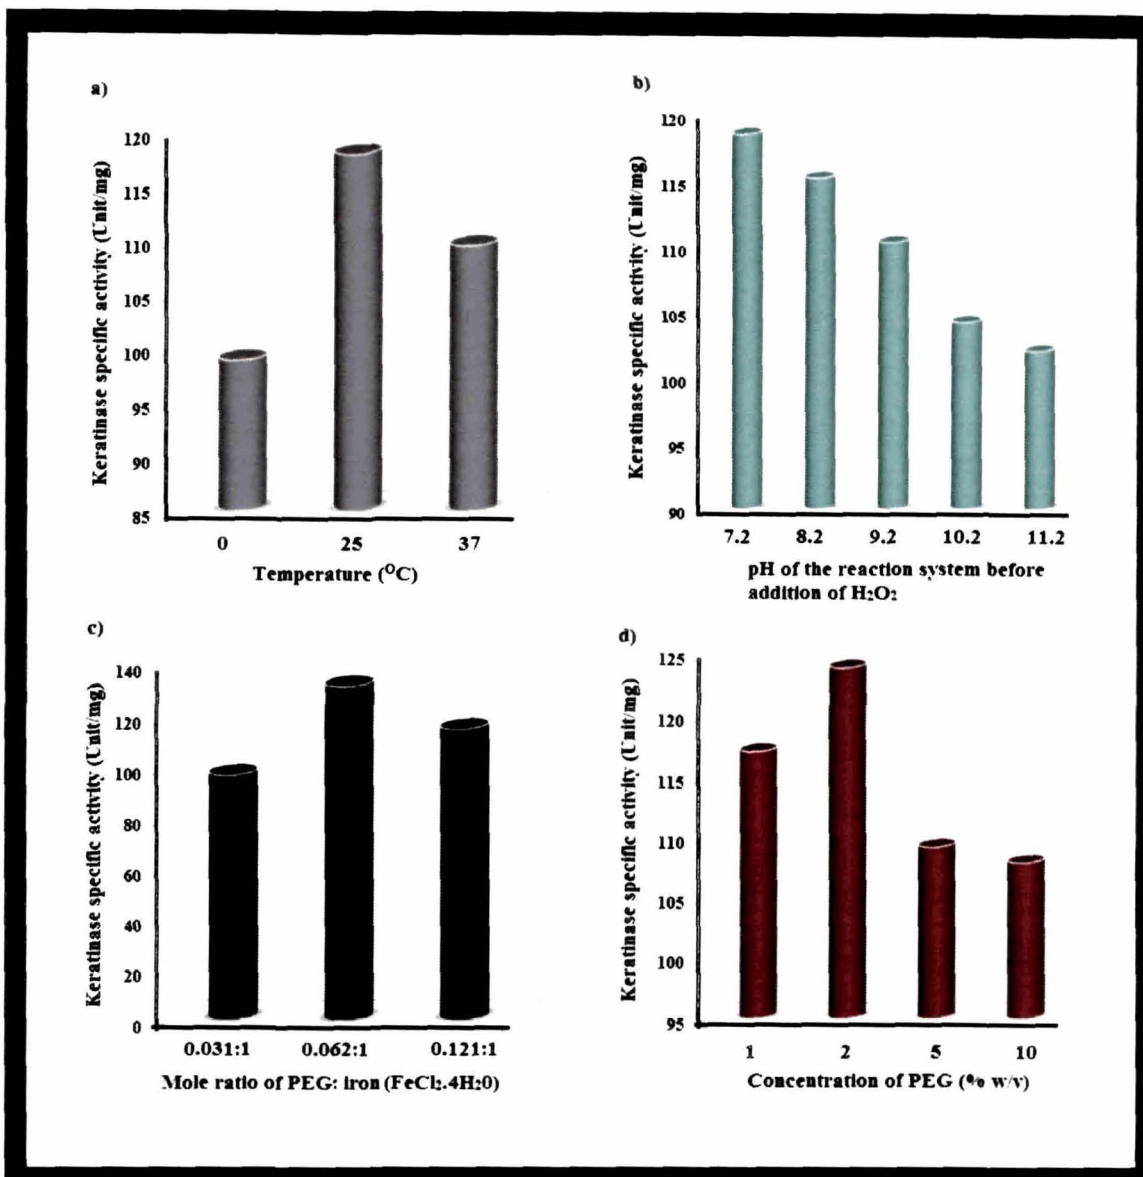 a)
Keratinase specific activity (Unit/mg)
120
115
110
105
100
95
90
85
0 25 37
Temperature (OC)
b)
Keratinase specific activity (Unit/mg)
120
115
110
105
100
95
90
7.2 8.2 9.2 10.2 11.2
pH of the reaction system before
addition of H₂O₂
c)
Keratinase specific activity (Unit/mg)
140
120
100
80
60
40
20
0
0.031:1 0.062:1 0.121:1
Mole ratio of PEG: iron (FeCl₂.4H₂0)
d)
Keratinase specific activity (Unit/mg)
125
120
115
110
105
100
95
1 2 5 10
Concentration of PEG (% w/v)